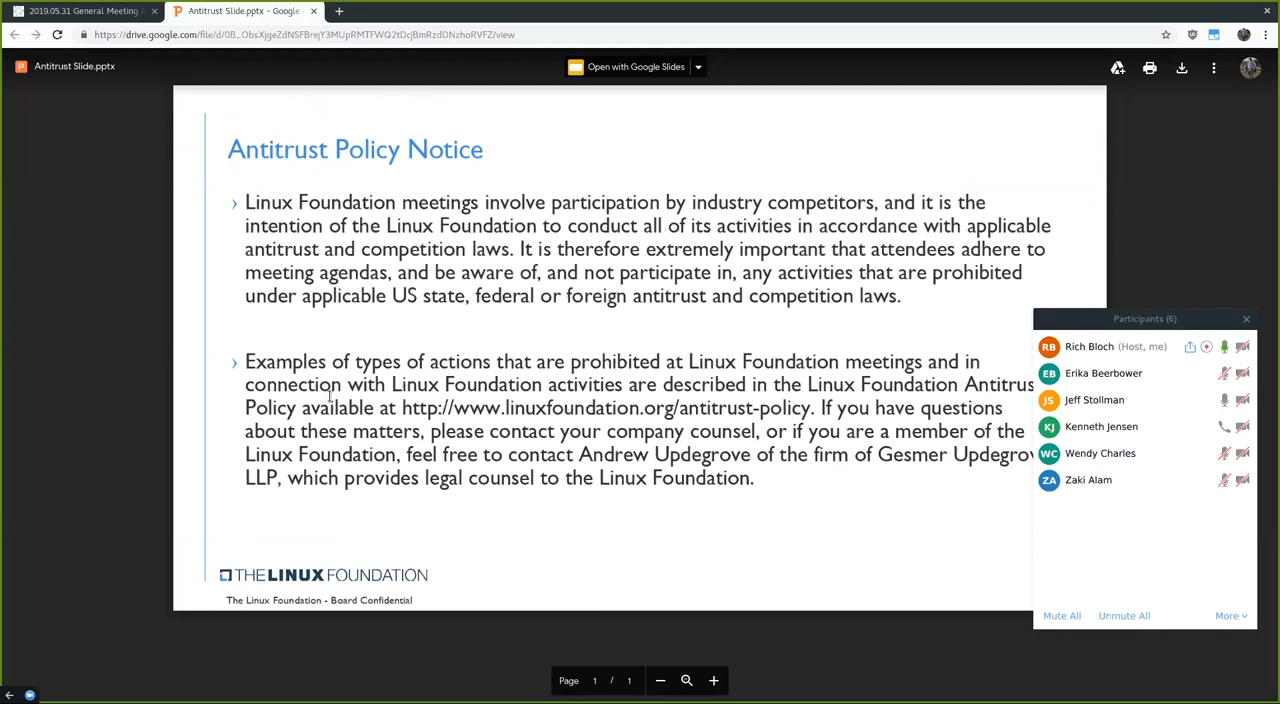 2019.05.31 General Meeting
Antitrust Slide.pptx - Google
https://drive.google.com/file/d/0B_ObsXjgeZdNSFBrejY3MUpRMTFWQ2tDcjBmRzdDNzhoRVFZ/view
Antitrust Slide.pptx
Open with Google Slides
Antitrust Policy Notice
› Linux Foundation meetings involve participation by industry competitors, and it is the
intention of the Linux Foundation to conduct all of its activities in accordance with applicable
antitrust and competition laws. It is therefore extremely important that attendees adhere to
meeting agendas, and be aware of, and not participate in, any activities that are prohibited
under applicable US state, federal or foreign antitrust and competition laws.
› Examples of types of actions that are prohibited at Linux Foundation meetings and in
connection with Linux Foundation activities are described in the Linux Foundation Antitrus
Policy available at http://www.linuxfoundation.org/antitrust-policy. If you have questions
about these matters, please contact your company counsel, or if you are a member of the
Linux Foundation, feel free to contact Andrew Updegrove of the firm of Gesmer Updegrov
LLP, which provides legal counsel to the Linux Foundation.
THE LINUX FOUNDATION
The Linux Foundation - Board Confidential
Participants (6)
RB Rich Bloch (Host, me)
EB Erika Beerbower
JS Jeff Stollman
KJ Kenneth Jensen
WC Wendy Charles
ZA Zaki Alam
Mute All Unmute All More
Page 1 / 1